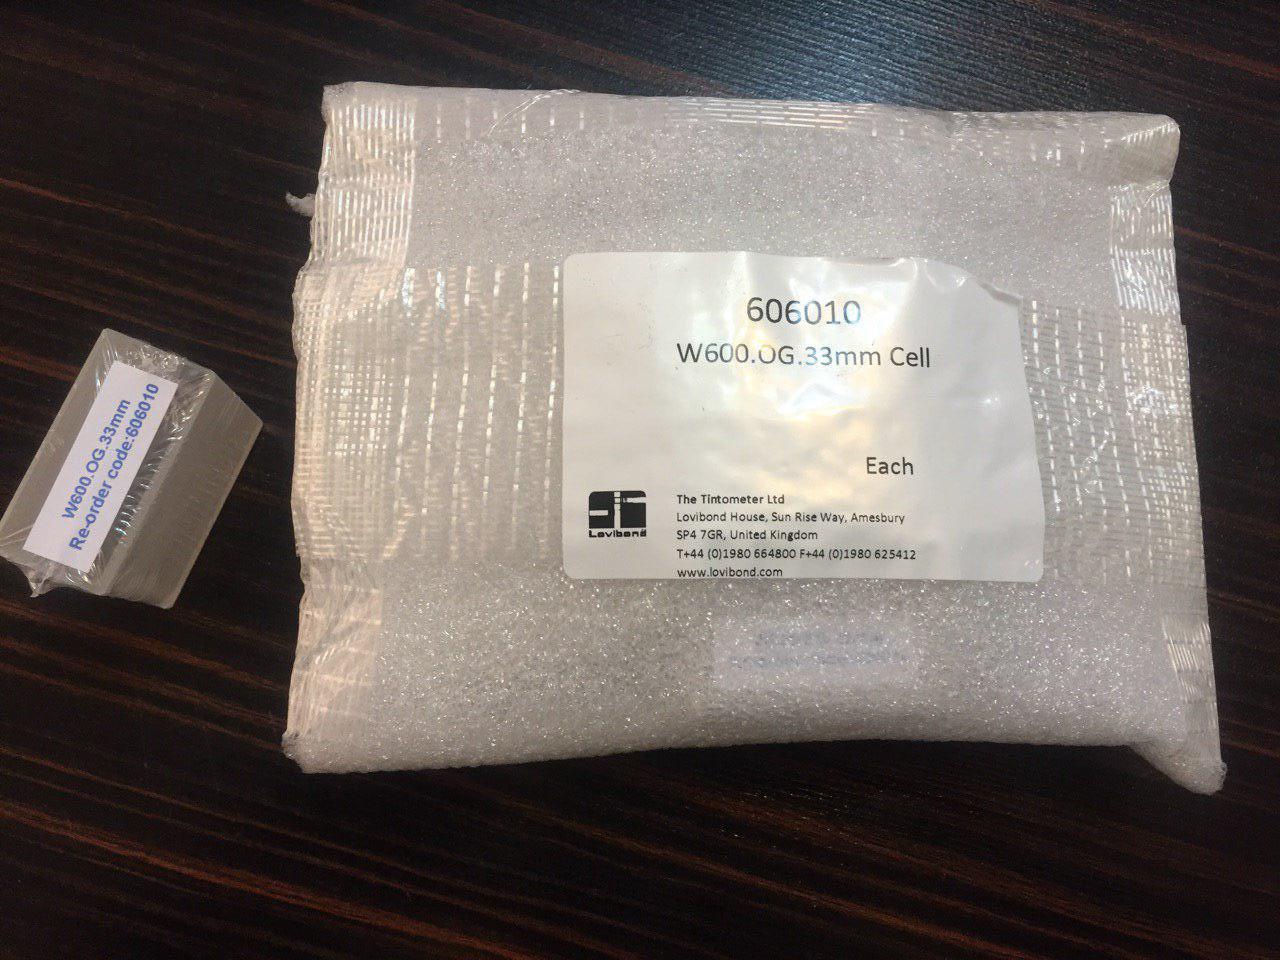 606010
W600.OG.33mm Cell
Each
Lovibond
The Tintometer Ltd
Lovibond House, Sun Rise Way, Amesbury
SP4 7GR, United Kingdom
T+44 (0)1980 664800 F+44 (0)1980 625412
www.lovibond.com
W600.OG.33mm
Re-order code:606010